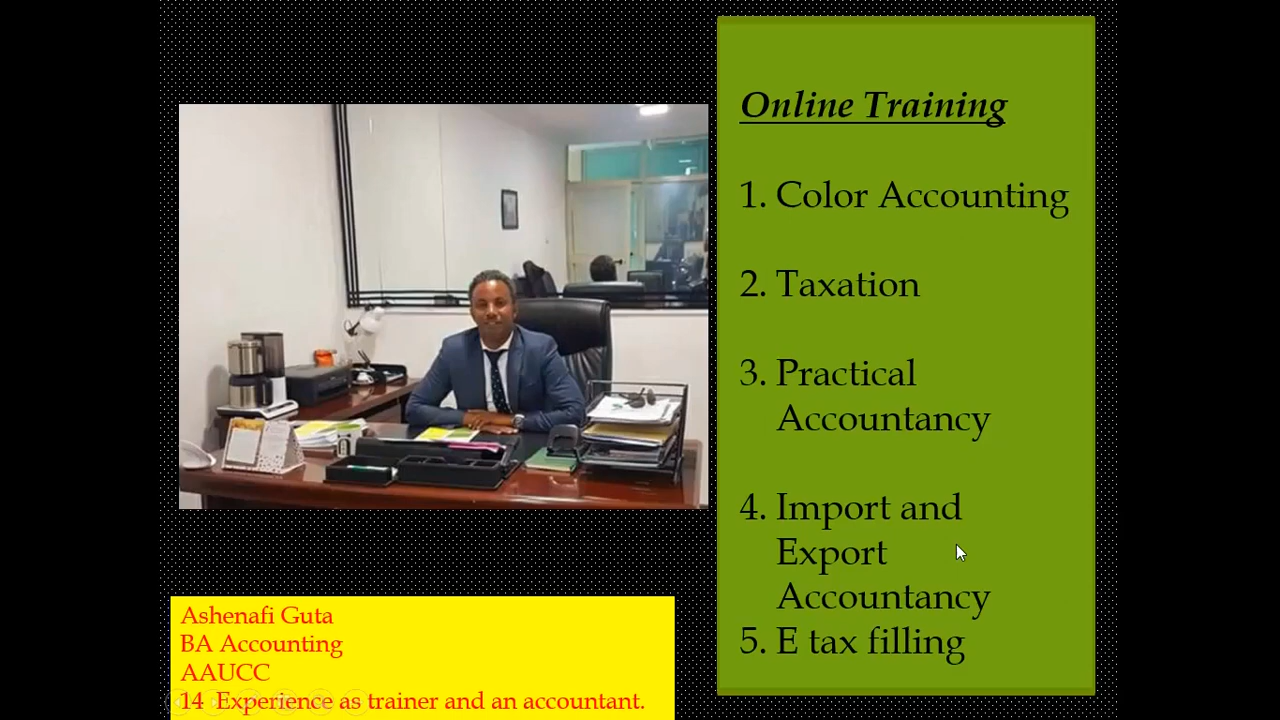 Online Training
1. Color Accounting
2. Taxation
3. Practical
Accountancy
4. Import and
Export
Accountancy
5. E tax filling
Ashenafi Guta
BA Accounting
AAUCC
14 Experience as trainer and an accountant.